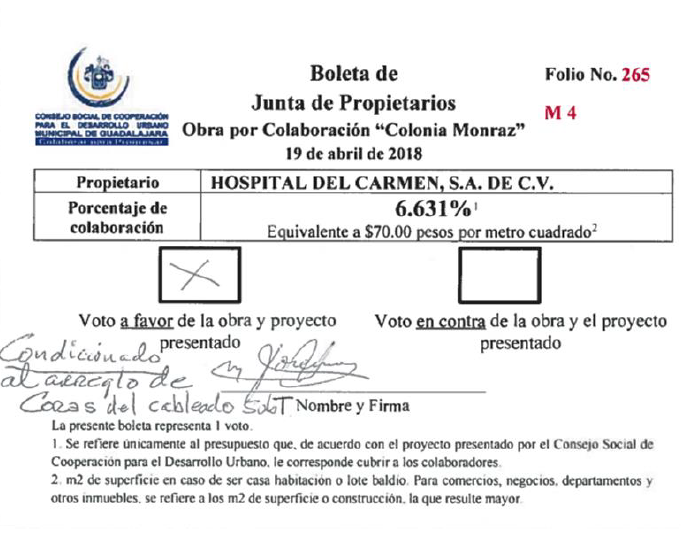 Boleta de
Junta de Propietarios
Obra por Colaboración “Colonia Monraz”
19 de abril de 2018
Folio No. 265
M 4
CONSEJO SOCIAL DE COOPERACIÓN
PARA EL DESARROLLO URBANO
MUNICIPAL DE GUADALAJARA
Colaborar para Progresar
Propietario HOSPITAL DEL CARMEN, S.A. DE C.V.
Porcentaje de colaboración 6.631%¹
Equivalente a $70.00 pesos por metro cuadrado²
X
Voto a favor de la obra y proyecto
presentado
Voto en contra de la obra y el proyecto
presentado
Condicionado
al arreglo de
del cableado
Nombre y Firma
La presente boleta representa 1 voto.
1. Se refiere únicamente al presupuesto que, de acuerdo con el proyecto presentado por el Consejo Social de
Cooperación para el Desarrollo Urbano, le corresponde cubrir a los colaboradores.
2. m2 de superficie en caso de ser casa habitación o lote baldío. Para comercios, negocios, departamentos y
otros inmuebles, se refiere a los m2 de superficie o construcción, la que resulte mayor.